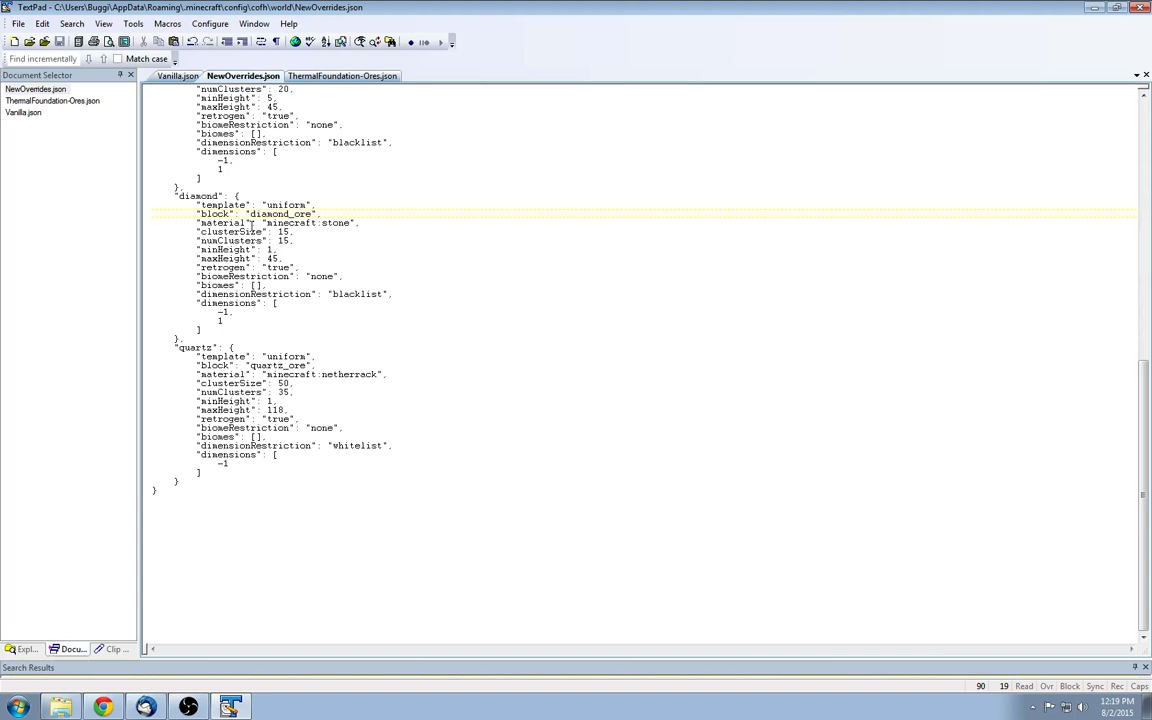 TextPad - C:\Users\Buggi\AppData\Roaming\.minecraft\config\cofh\world\NewOverrides.json
File Edit Search View Tools Macros Configure Window Help
Find incrementally Match case
Document Selector
Vanilla.json NewOverrides.json ThermalFoundation-Ores.json
NewOverrides.json
ThermalFoundation-Ores.json
Vanilla.json
"numClusters": 20,
"minHeight": 5,
"maxHeight": 45,
"retrogen": "true",
"biomeRestriction": "none",
"biomes": [],
"dimensionRestriction": "blacklist",
"dimensions": [
-1,
1
]
},
"diamond": {
"template": "uniform",
"block": "diamond_ore",
"material": "minecraft:stone",
"clusterSize": 15,
"numClusters": 15,
"minHeight": 1,
"maxHeight": 45,
"retrogen": "true",
"biomeRestriction": "none",
"biomes": [],
"dimensionRestriction": "blacklist",
"dimensions": [
-1,
1
]
},
"quartz": {
"template": "uniform",
"block": "quartz_ore",
"material": "minecraft:netherrack",
"clusterSize": 50,
"numClusters": 35,
"minHeight": 1,
"maxHeight": 118,
"retrogen": "true",
"biomeRestriction": "none",
"biomes": [],
"dimensionRestriction": "whitelist",
"dimensions": [
-1
]
}
}
Expl... Docu... Clip ...
Search Results
90 19 Read Ovr Block Sync Rec Caps
12:19 PM
8/2/2015